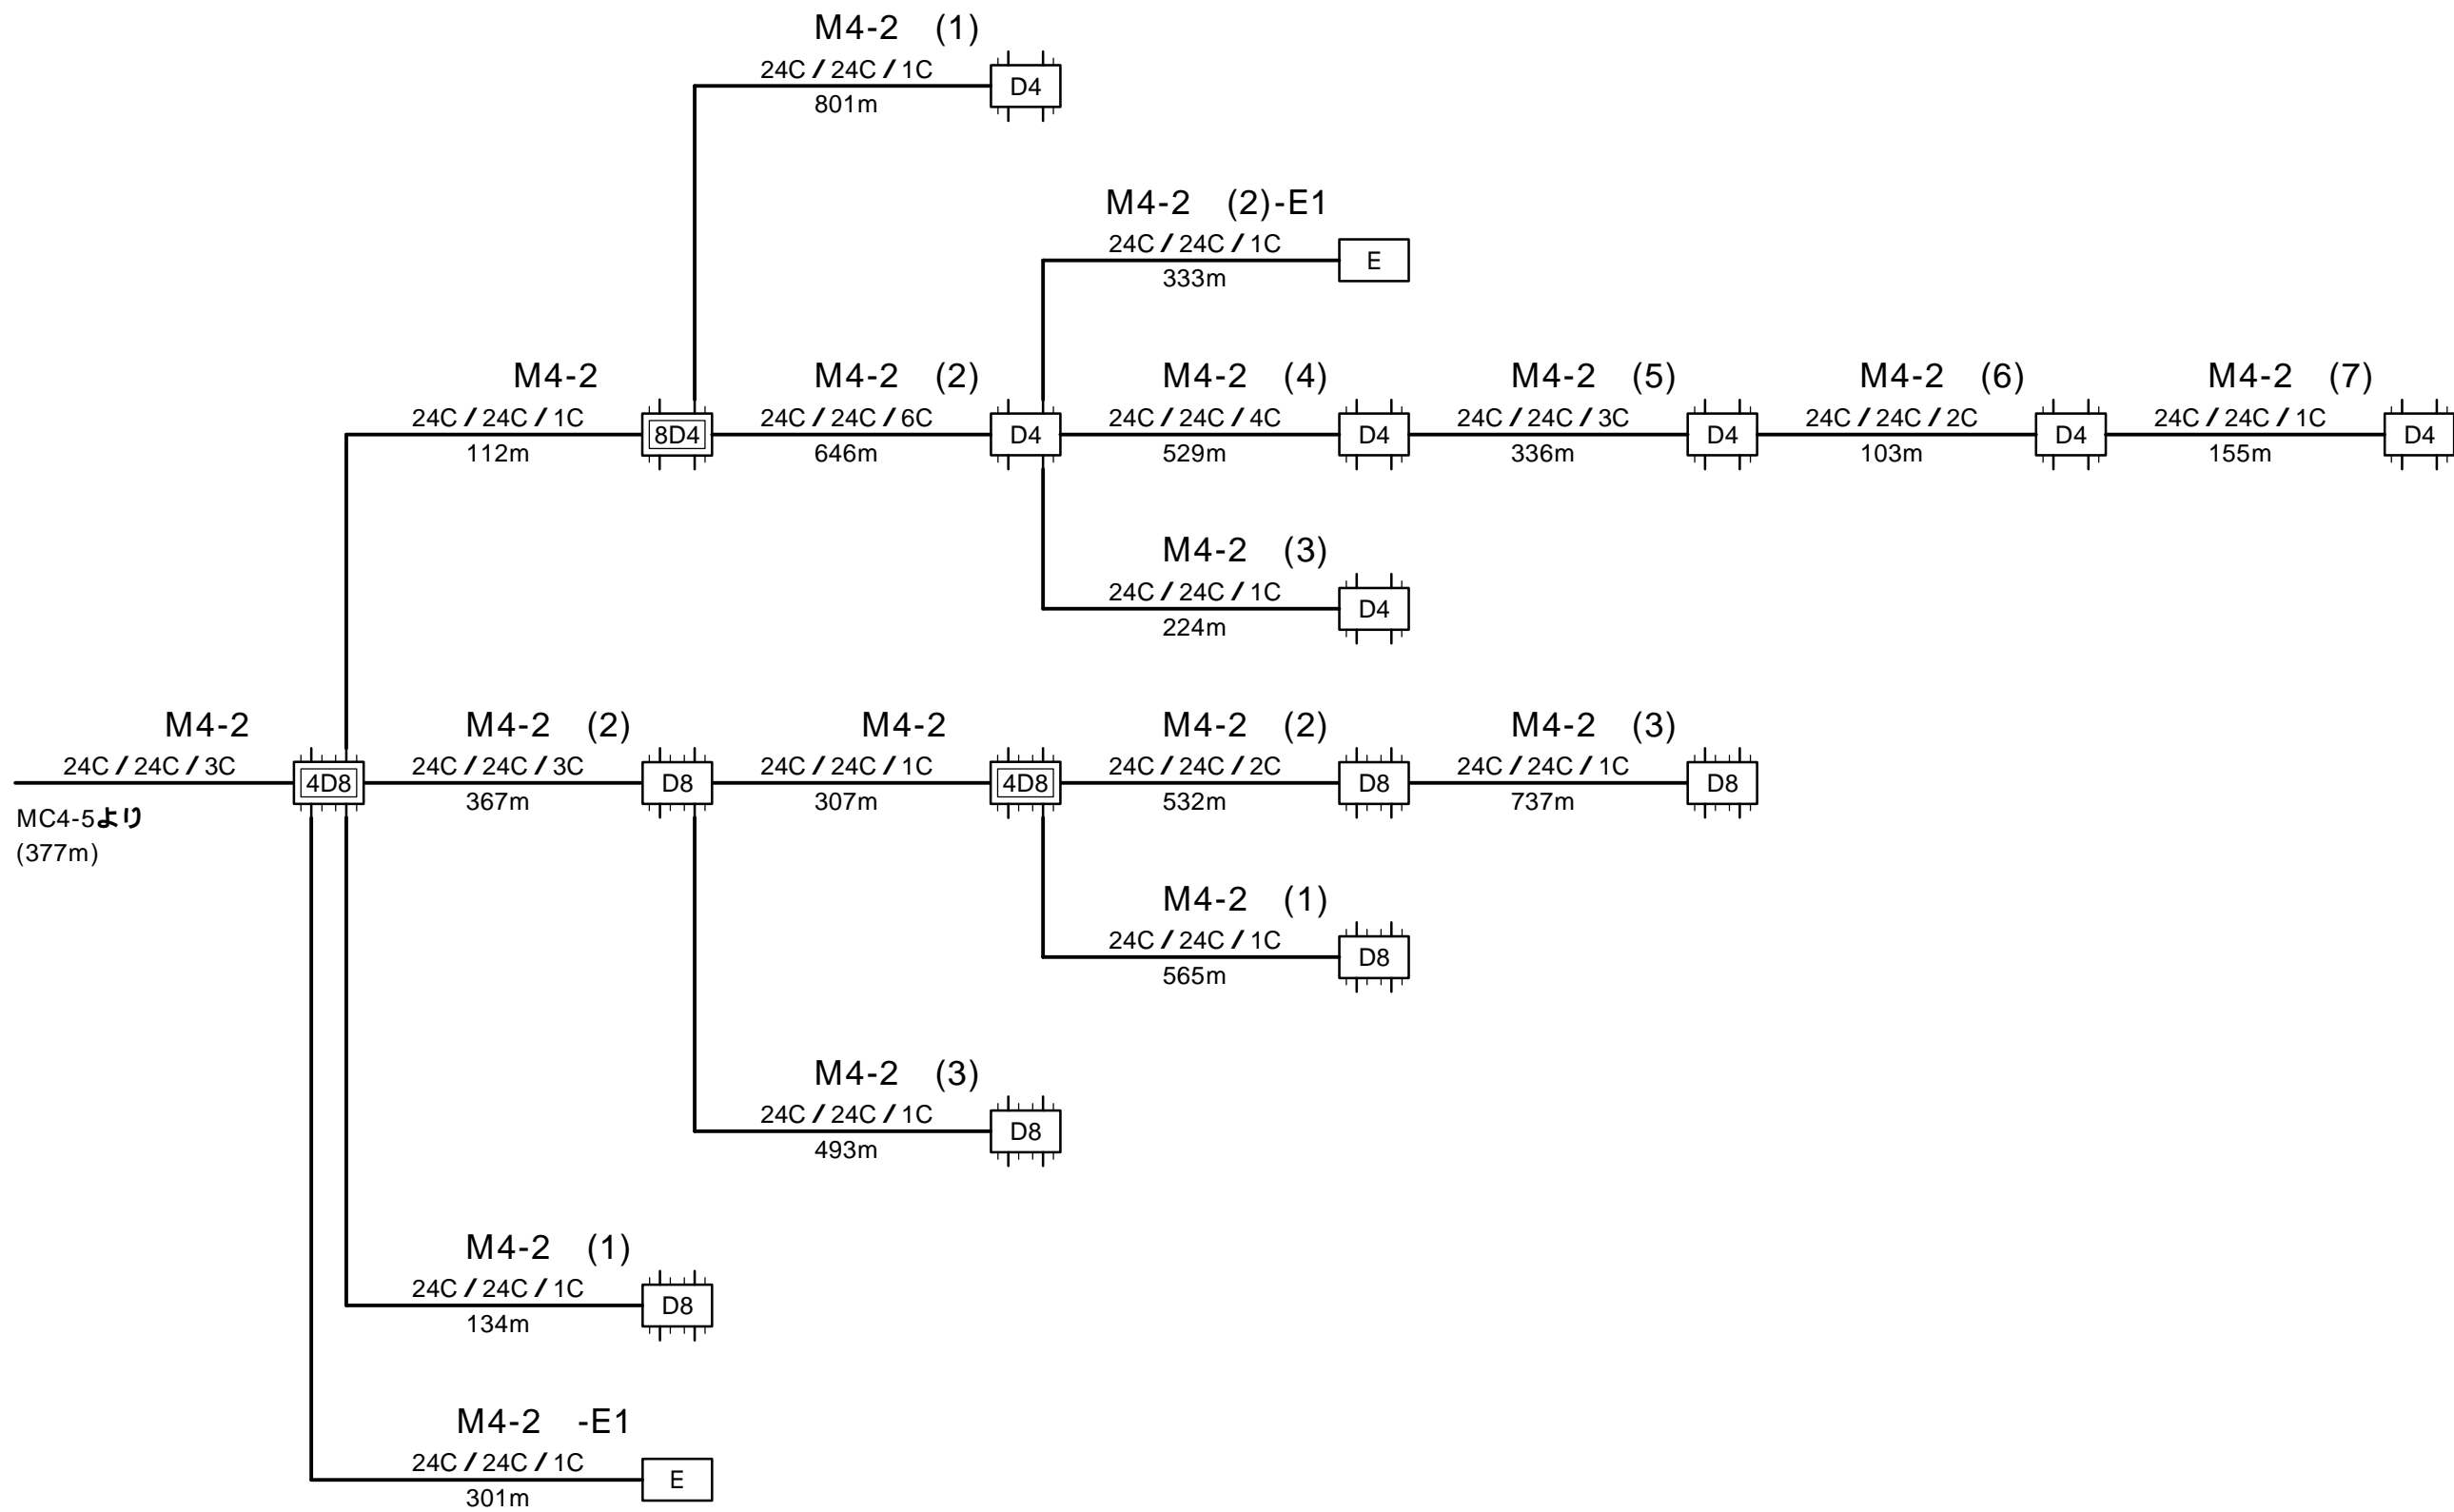 M4-2 (1)
24C / 24C / 1C
D4
801m
M4-2 (2)-E1
24C / 24C / 1C
E
333m
M4-2
24C / 24C / 1C
8D4
112m
M4-2 (2)
24C / 24C / 6C
D4
646m
M4-2 (4)
24C / 24C / 4C
D4
529m
M4-2 (5)
24C / 24C / 3C
D4
336m
M4-2 (6)
24C / 24C / 2C
D4
103m
M4-2 (7)
24C / 24C / 1C
D4
155m
M4-2 (3)
24C / 24C / 1C
D4
224m
M4-2
24C / 24C / 3C
4D8
MC4-5より
(377m)
M4-2 (2)
24C / 24C / 3C
D8
367m
M4-2
24C / 24C / 1C
4D8
307m
M4-2 (2)
24C / 24C / 2C
D8
532m
M4-2 (3)
24C / 24C / 1C
D8
737m
M4-2 (1)
24C / 24C / 1C
D8
565m
M4-2 (3)
24C / 24C / 1C
D8
493m
M4-2 (1)
24C / 24C / 1C
D8
134m
M4-2 -E1
24C / 24C / 1C
E
301m